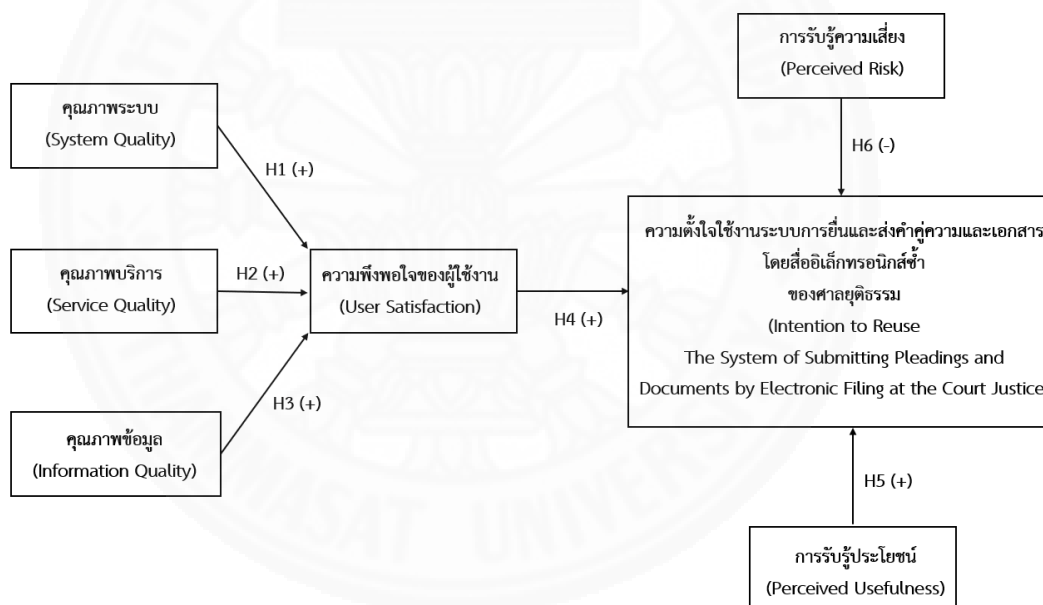 การรับรู้ความเสี่ยง
(Perceived Risk)
คุณภาพระบบ
(System Quality)
H1 (+)
H6 (-)
คุณภาพบริการ
(Service Quality)
H2 (+)
ความพึงพอใจของผู้ใช้งาน
(User Satisfaction)
H4 (+)
ความตั้งใจใช้งานระบบการยื่นและส่งคำคู่ความและเอกสาร
โดยสื่ออิเล็กทรอนิกส์ซ้ำ
ของศาลยุติธรรม
(Intention to Reuse
The System of Submitting Pleadings and
Documents by Electronic Filing at the Court Justice
H3 (+)
คุณภาพข้อมูล
(Information Quality)
H5 (+)
การรับรู้ประโยชน์
(Perceived Usefulness)